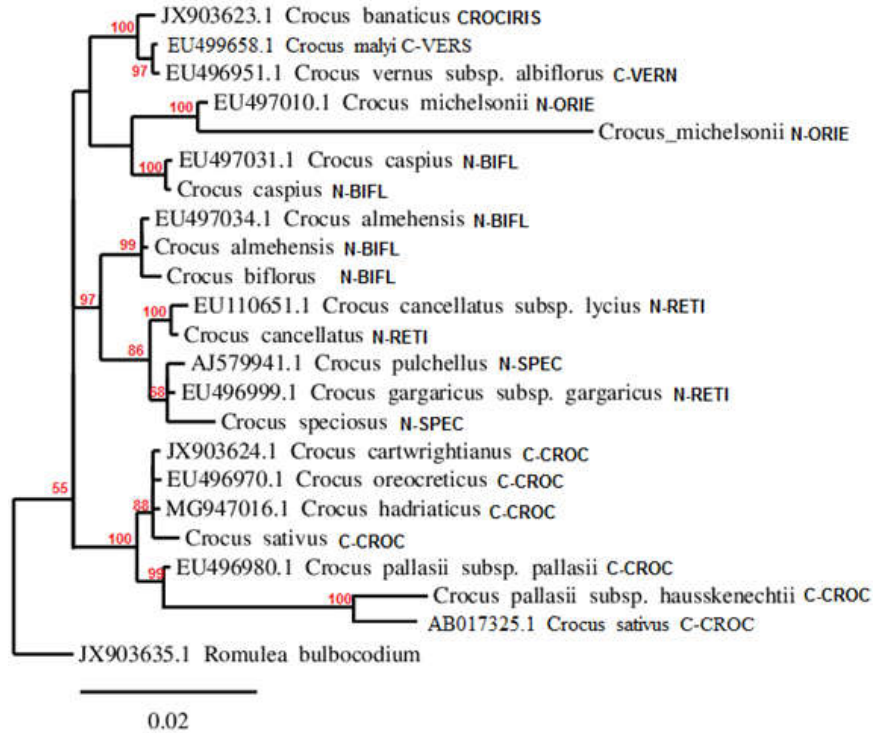 JX903623.1 Crocus banaticus CROCIRIS
100
EU499658.1 Crocus malyi C-VERS
97
EU496951.1 Crocus vernus subsp. albiflorus C-VERN
100
EU497010.1 Crocus michelsonii N-ORIE
Crocus_michelsonii N-ORIE
EU497031.1 Crocus caspius N-BIFL
100
Crocus caspius N-BIFL
EU497034.1 Crocus almehensis N-BIFL
99
Crocus almehensis N-BIFL
Crocus biflorus N-BIFL
97
EU110651.1 Crocus cancellatus subsp. lycius N-RETI
100
Crocus cancellatus N-RETI
86
AJ579941.1 Crocus pulchellus N-SPEC
58
EU496999.1 Crocus gargaricus subsp. gargaricus N-RETI
Crocus speciosus N-SPEC
JX903624.1 Crocus cartwrightianus C-CROC
EU496970.1 Crocus oreocreticus C-CROC
55
88
MG947016.1 Crocus hadriaticus C-CROC
Crocus sativus C-CROC
100
EU496980.1 Crocus pallasii subsp. pallasii C-CROC
99
Crocus pallasii subsp. hausskenechtii C-CROC
100
AB017325.1 Crocus sativus C-CROC
JX903635.1 Romulea bulbocodium
0.02